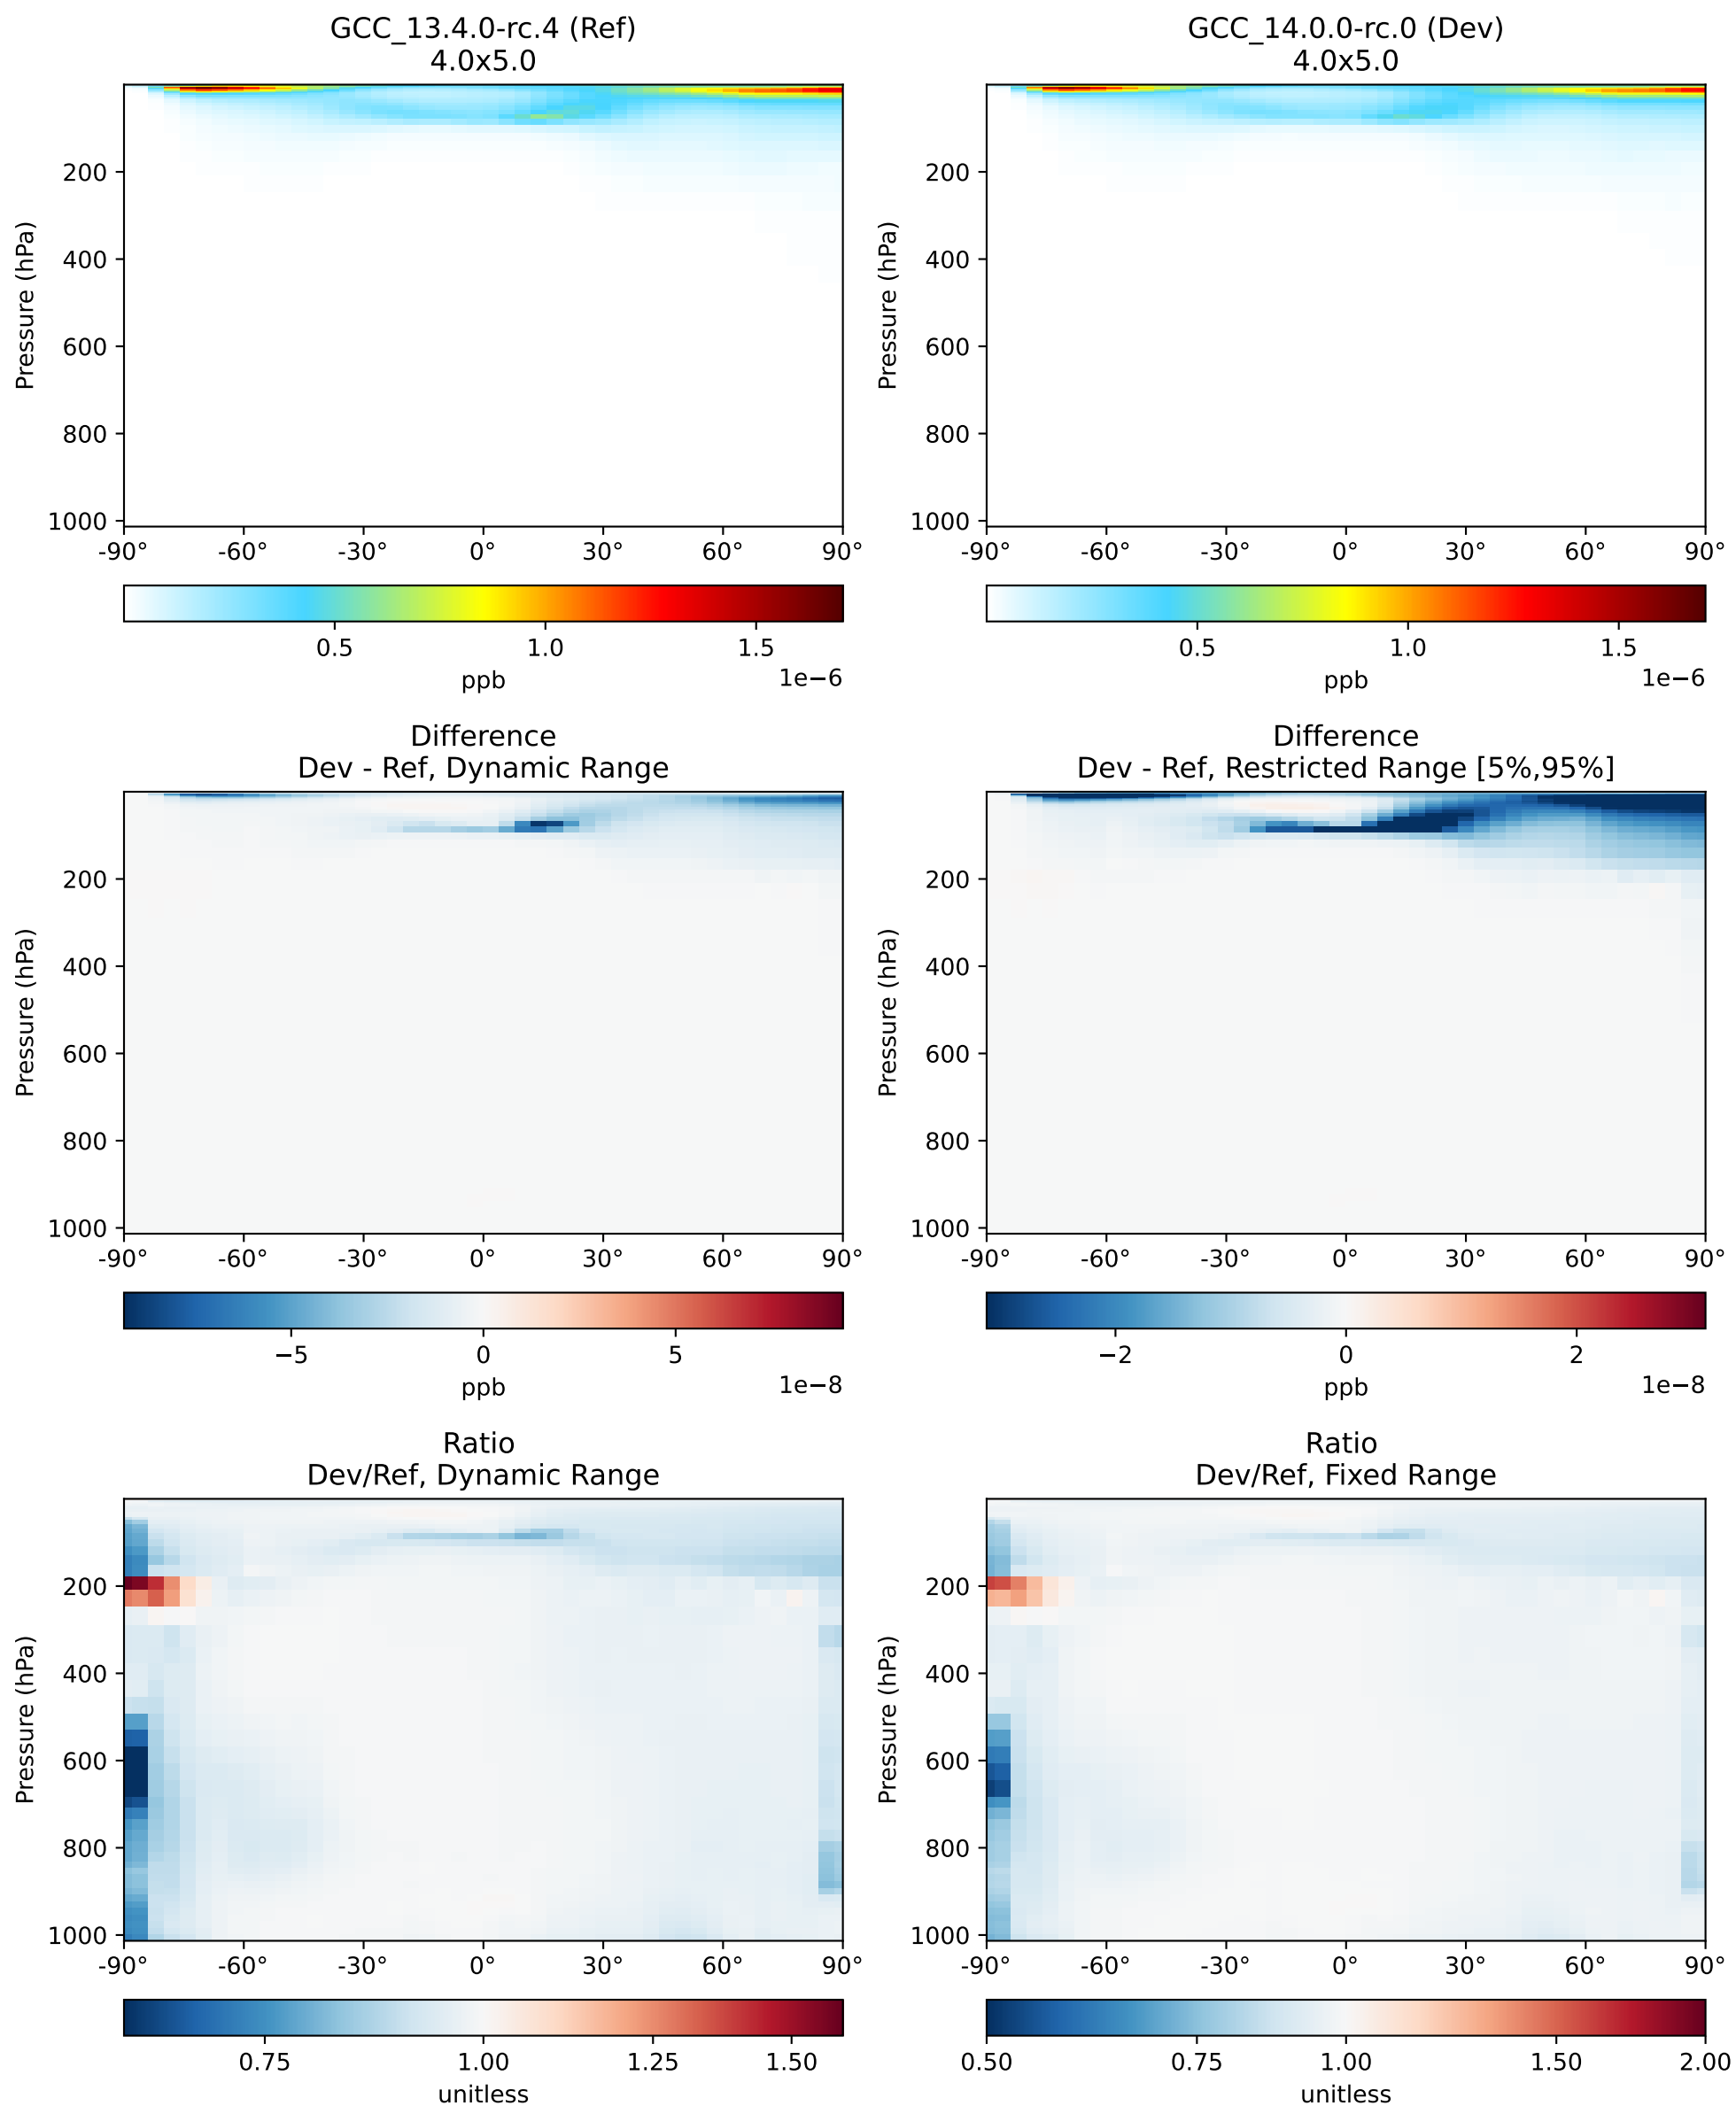 GCC_13.4.0-rc.4 (Ref)
4.0x5.0
Pressure (hPa)
200
400
600
800
1000
-90° -60° -30° 0° 30° 60° 90°
0.5 1.0 1.5
1e−6
ppb
GCC_14.0.0-rc.0 (Dev)
4.0x5.0
Pressure (hPa)
200
400
600
800
1000
-90° -60° -30° 0° 30° 60° 90°
0.5 1.0 1.5
1e−6
ppb
Difference
Dev - Ref, Dynamic Range
Pressure (hPa)
200
400
600
800
1000
-90° -60° -30° 0° 30° 60° 90°
−5 0 5
1e−8
ppb
Difference
Dev - Ref, Restricted Range [5%,95%]
Pressure (hPa)
200
400
600
800
1000
-90° -60° -30° 0° 30° 60° 90°
−2 0 2
1e−8
ppb
Ratio
Dev/Ref, Dynamic Range
Pressure (hPa)
200
400
600
800
1000
-90° -60° -30° 0° 30° 60° 90°
0.75 1.00 1.25 1.50
unitless
Ratio
Dev/Ref, Fixed Range
Pressure (hPa)
200
400
600
800
1000
-90° -60° -30° 0° 30° 60° 90°
0.50 0.75 1.00 1.50 2.00
unitless